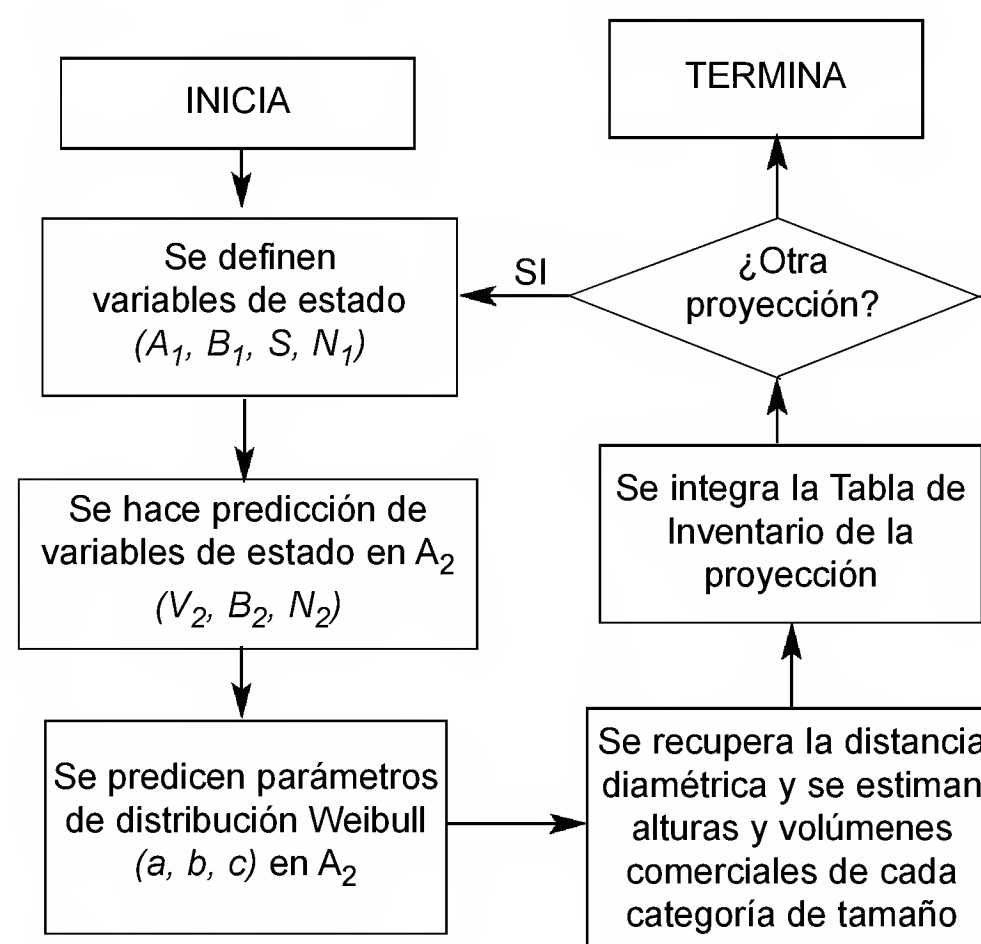 INICIA
Se definen
variables de estado
(A₁, B₁, S, N₁)
Se hace predicción de
variables de estado en A₂
(V₂, B₂, N₂)
Se predicen parámetros
de distribución Weibull
(a, b, c) en A₂
Se recupera la distancia
diamétrica y se estiman
alturas y volúmenes
comerciales de cada
categoría de tamaño
Se integra la Tabla de
Inventario de la
proyección
¿Otra
proyección?
SI
TERMINA